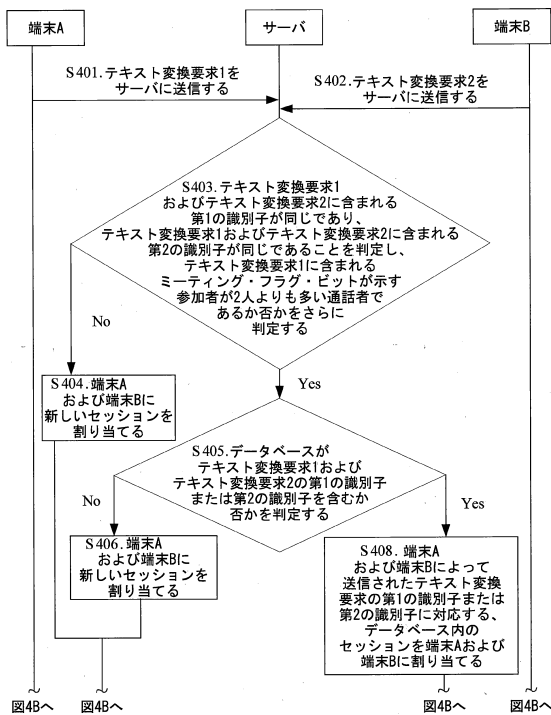 端末A
サーバ
端末B
S401.テキスト変換要求1を
サーバに送信する
S402.テキスト変換要求2を
サーバに送信する
S403.テキスト変換要求1
およびテキスト変換要求2に含まれる
第1の識別子が同じであり、
テキスト変換要求1およびテキスト変換要求2に含まれる
第2の識別子が同じであることを判定し、
テキスト変換要求1に含まれる
ミーティング・フラグ・ビットが示す
参加者が2人よりも多い通話者で
あるか否かをさらに
判定する
No
Yes
S404.端末A
および端末Bに
新しいセッションを
割り当てる
S405.データベースが
テキスト変換要求1および
テキスト変換要求2の第1の識別子
または第2の識別子を含むか
否かを判定する
No
Yes
S406.端末A
および端末Bに
新しいセッションを
割り当てる
S408.端末A
および端末Bによって
送信されたテキスト変換
要求の第1の識別子または
第2の識別子に対応する、
データベース内の
セッションを端末Aおよび
端末Bに割り当てる
図4Bへ
図4Bへ
図4Bへ
図4Bへ